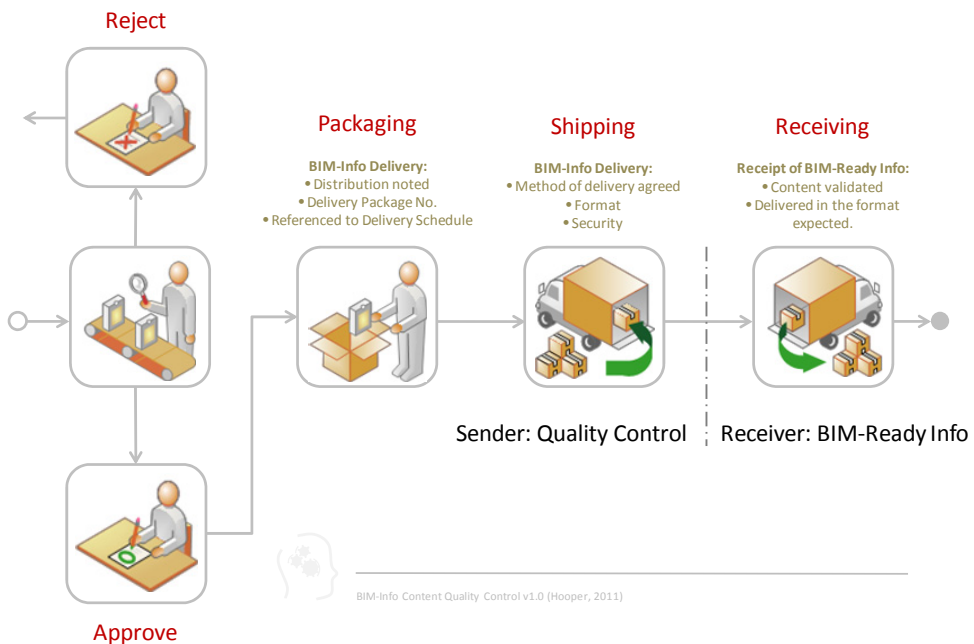 Reject
Packaging
BIM-Info Delivery:
• Distribution noted
• Delivery Package No.
• Referenced to Delivery Schedule
Shipping
BIM-Info Delivery:
• Method of delivery agreed
• Format
• Security
Receiving
Receipt of BIM-Ready Info:
• Content validated
• Delivered in the format
expected.
Sender: Quality Control
Receiver: BIM-Ready Info
BIM-Info Content Quality Control v1.0 (Hooper, 2011)
Approve